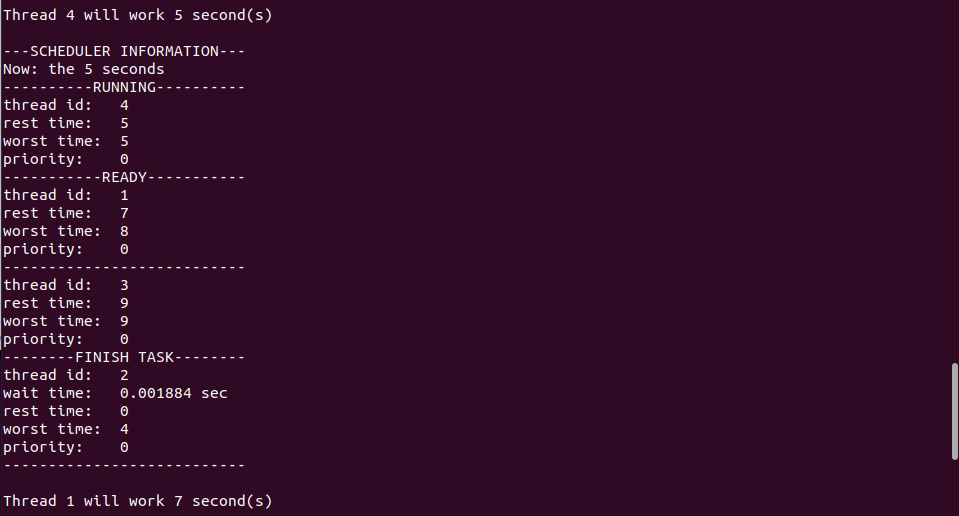 Thread 4 will work 5 second(s)
---SCHEDULER INFORMATION---
Now: the 5 seconds
----------RUNNING----------
thread id:   4
rest time:   5
worst time:  5
priority:    0
-----------READY-----------
thread id:   1
rest time:   7
worst time:  8
priority:    0
---------------------------
thread id:   3
rest time:   9
worst time:  9
priority:    0
--------FINISH TASK--------
thread id:   2
wait time:   0.001884 sec
rest time:   0
worst time:  4
priority:    0
---------------------------
Thread 1 will work 7 second(s)